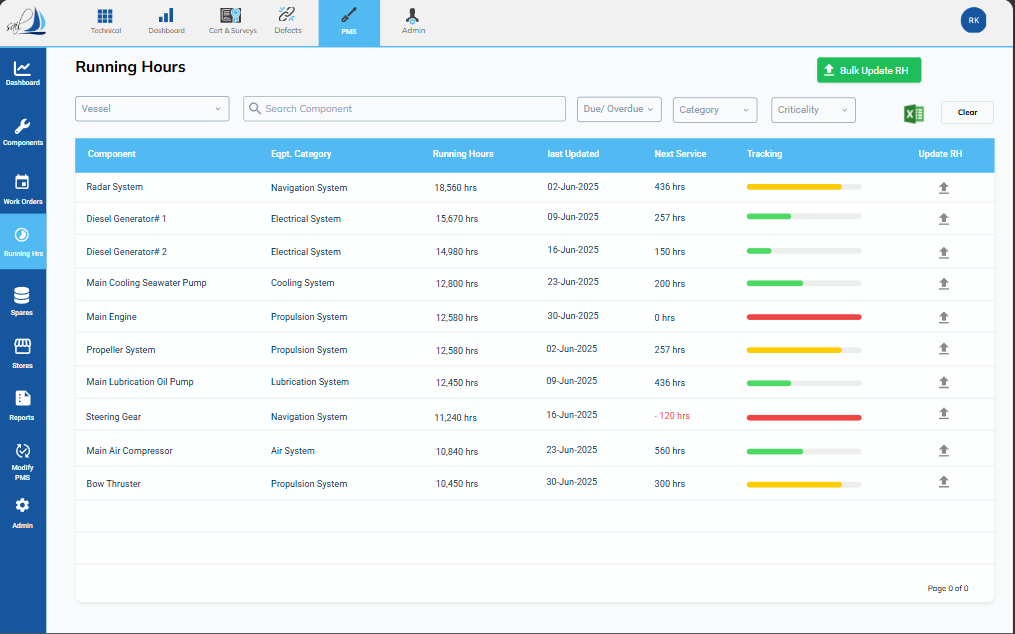 sail
Technical Dashboard Cert & Surveys Defects PMS Admin RK
Dashboard
Components
Work Orders
Running Hrs
Spares
Stores
Reports
Modify
PMS
Admin
Running Hours
Bulk Update RH
Vessel Search Component Due/ Overdue Category Criticality Clear
Component Eqpt. Category Running Hours last Updated Next Service Tracking Update RH
Radar System Navigation System 18,560 hrs 02-Jun-2025 436 hrs
Diesel Generator# 1 Electrical System 15,670 hrs 09-Jun-2025 257 hrs
Diesel Generator# 2 Electrical System 14,980 hrs 16-Jun-2025 150 hrs
Main Cooling Seawater Pump Cooling System 12,800 hrs 23-Jun-2025 200 hrs
Main Engine Propulsion System 12,580 hrs 30-Jun-2025 0 hrs
Propeller System Propulsion System 12,580 hrs 02-Jun-2025 257 hrs
Main Lubrication Oil Pump Lubrication System 12,450 hrs 09-Jun-2025 436 hrs
Steering Gear Navigation System 11,240 hrs 16-Jun-2025 - 120 hrs
Main Air Compressor Air System 10,840 hrs 23-Jun-2025 560 hrs
Bow Thruster Propulsion System 10,450 hrs 30-Jun-2025 300 hrs
Page 0 of 0